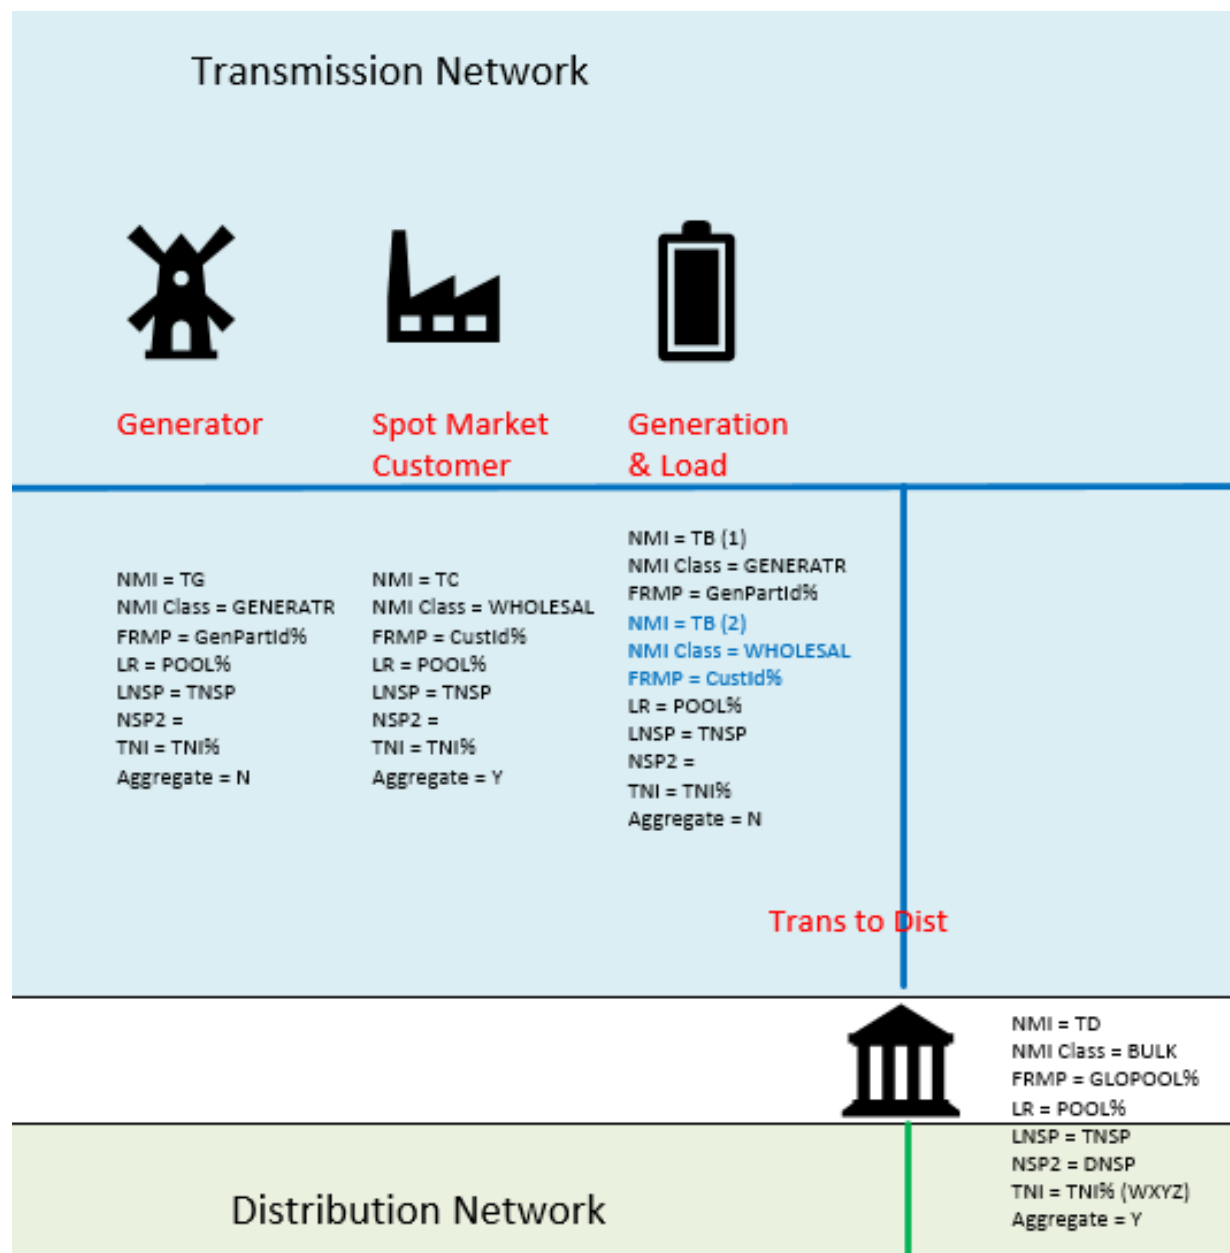 Transmission Network
Generator
Spot Market
Customer
Generation
& Load
NMI = TG
NMI Class = GENERATR
FRMP = GenPartId%
LR = POOL%
LNSP = TNSP
NSP2 =
TNI = TNI%
Aggregate = N
NMI = TC
NMI Class = WHOLESAL
FRMP = CustId%
LR = POOL%
LNSP = TNSP
NSP2 =
TNI = TNI%
Aggregate = Y
NMI = TB (1)
NMI Class = GENERATR
FRMP = GenPartId%
NMI = TB (2)
NMI Class = WHOLESAL
FRMP = CustId%
LR = POOL%
LNSP = TNSP
NSP2 =
TNI = TNI%
Aggregate = N
Trans to Dist
NMI = TD
NMI Class = BULK
FRMP = GLOPOOL%
LR = POOL%
LNSP = TNSP
NSP2 = DNSP
TNI = TNI% (WXYZ)
Aggregate = Y
Distribution Network